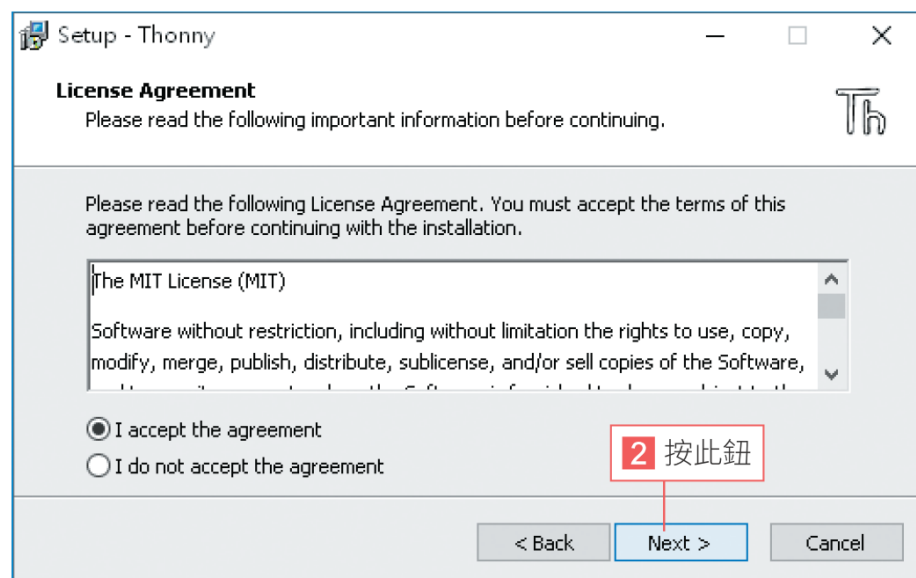 Setup - Thonny
License Agreement
Please read the following important information before continuing.
Th
Please read the following License Agreement. You must accept the terms of this
agreement before continuing with the installation.
The MIT License (MIT)
Software without restriction, including without limitation the rights to use, copy,
modify, merge, publish, distribute, sublicense, and/or sell copies of the Software,
I accept the agreement
I do not accept the agreement
2 按此鈕
< Back Next > Cancel